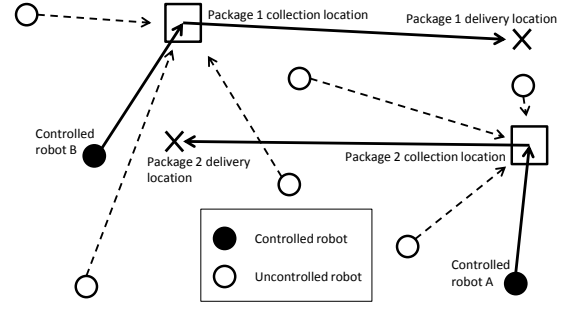 Package 1 collection location
Package 1 delivery location
Controlled
robot B
Package 2 delivery
location
Package 2 collection location
Controlled robot
Uncontrolled robot
Controlled
robot A